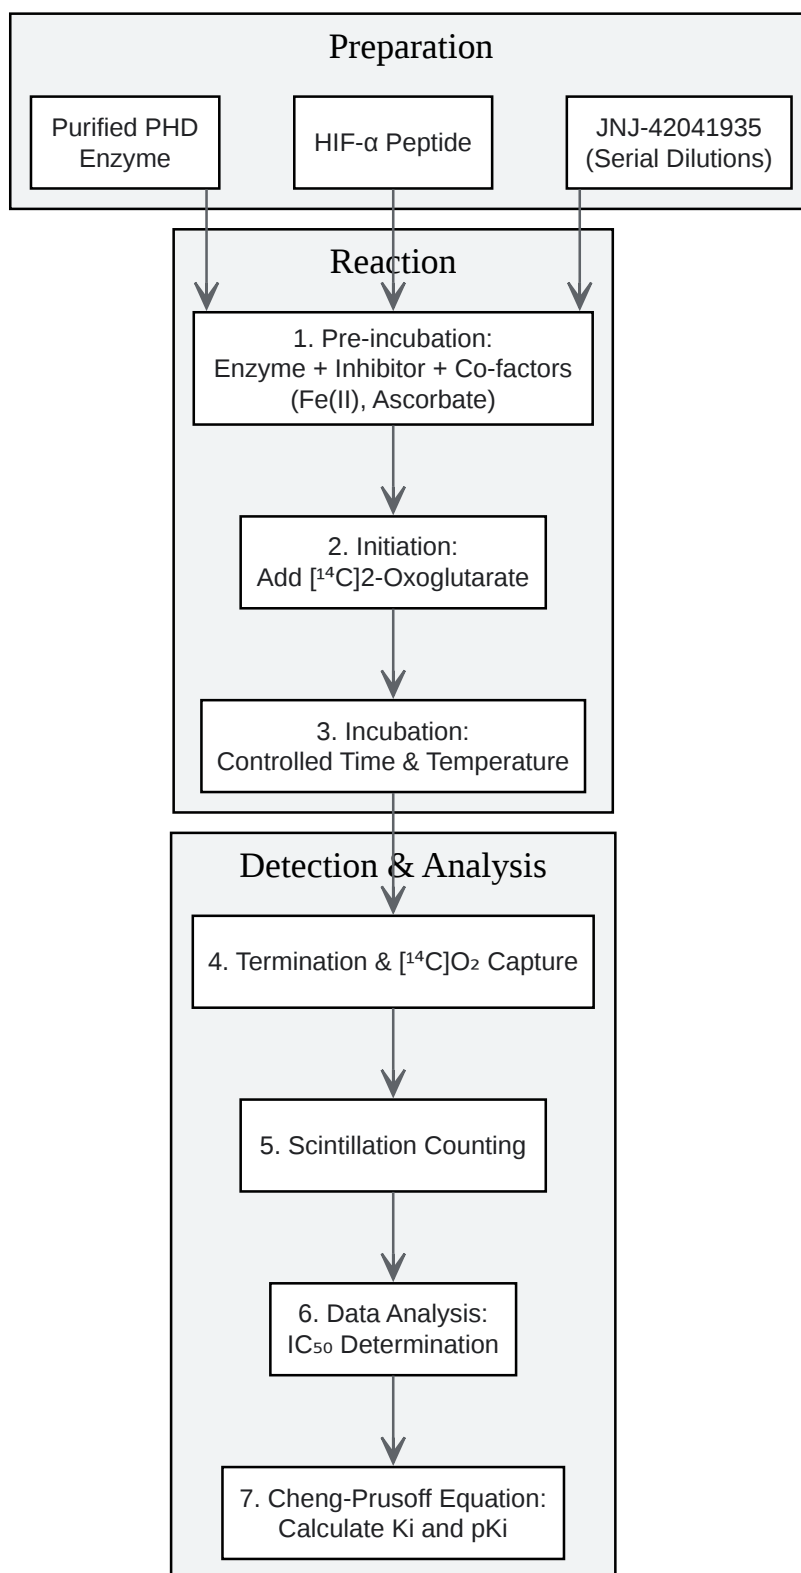 Preparation
Purified PHD
Enzyme
HIF-α Peptide
JNJ-42041935
(Serial Dilutions)
Reaction
1. Pre-incubation:
Enzyme + Inhibitor + Co-factors
(Fe(II), Ascorbate)
2. Initiation:
Add [¹⁴C]2-Oxoglutarate
3. Incubation:
Controlled Time & Temperature
Detection & Analysis
4. Termination & [¹⁴C]O₂ Capture
5. Scintillation Counting
6. Data Analysis:
IC₅₀ Determination
7. Cheng-Prusoff Equation:
Calculate Ki and pKi